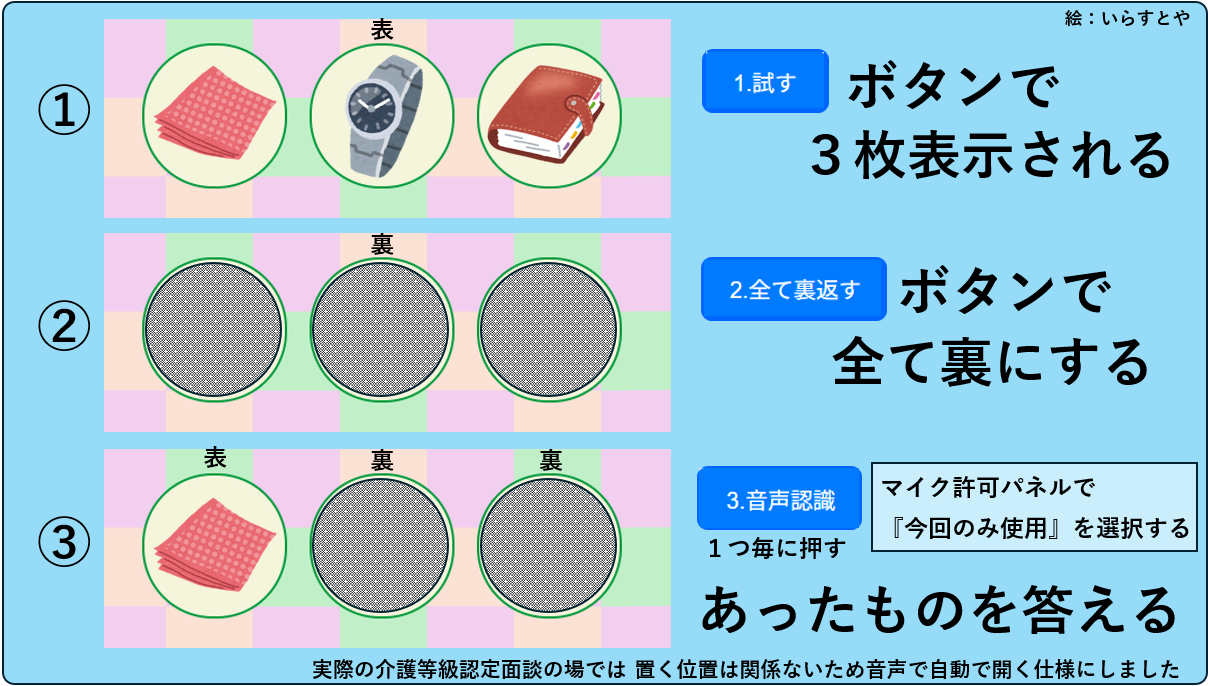 絵：いらすとや
表
①
1.試す ボタンで
３枚表示される
裏
②
2.全て裏返す ボタンで
全て裏にする
表 裏 裏
③
3.音声認識
１つ毎に押す
マイク許可パネルで
『今回のみ使用』を選択する
あったものを答える
実際の介護等級認定面談の場では 置く位置は関係ないため音声で自動で開く仕様にしました